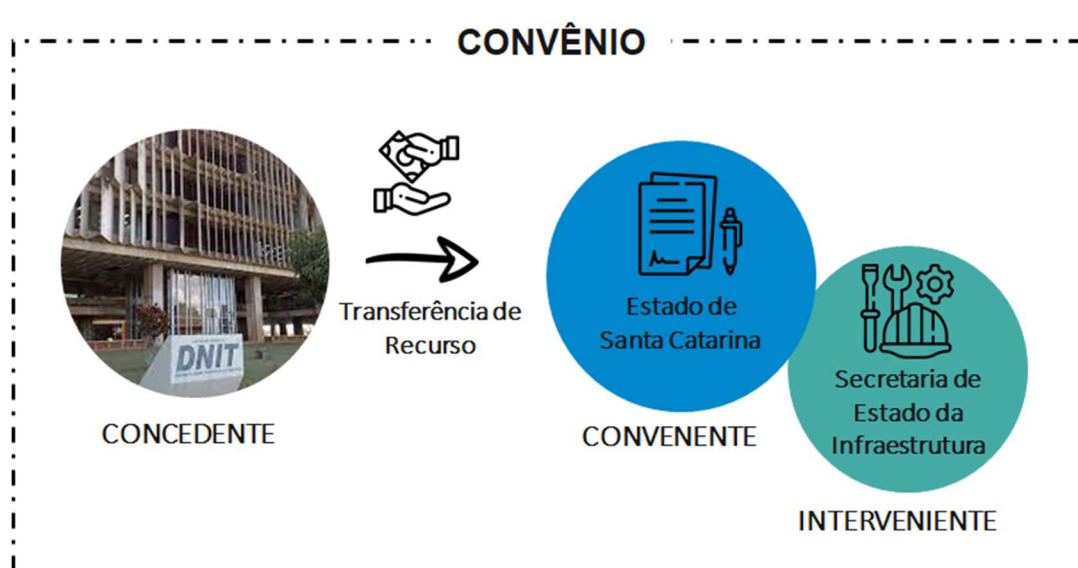 CONVÊNIO
DNIT
Transferência de
Recurso
CONCEDENTE
Estado de
Santa Catarina
CONVENENTE
Secretaria de
Estado da
Infraestrutura
INTERVENIENTE